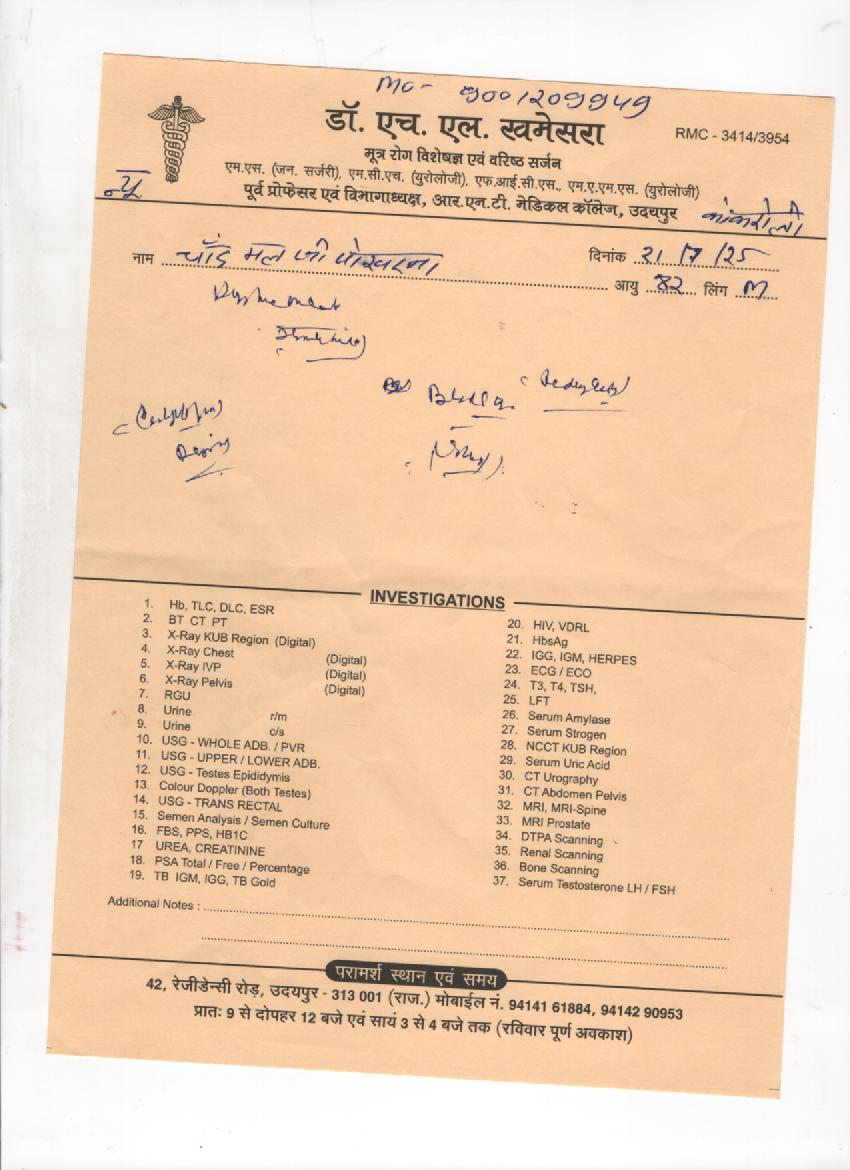 MO- 9001209949
डॉ. एच. एल. खमेसरा
RMC - 3414/3954
मूत्र रोग विशेषज्ञ एवं वरिष्ठ सर्जन
एम.एस. (जन. सर्जरी), एम.सी.एच. (युरोलोजी), एफ.आई.सी.एस., एम.ए.एम.एस. (युरोलोजी)
पूर्व प्रोफेसर एवं विभागाध्यक्ष, आर.एन.टी. मेडिकल कॉलेज, उदयपुर
न्यू
कांकरोली
नाम चाँद मल जी पोखरना
दिनांक 21/7/25
आयु 82 लिंग M
INVESTIGATIONS
1. Hb, TLC, DLC, ESR
2. BT CT PT
3. X-Ray KUB Region (Digital)
4. X-Ray Chest (Digital)
5. X-Ray IVP (Digital)
6. X-Ray Pelvis (Digital)
7. RGU
8. Urine r/m
9. Urine c/s
10. USG - WHOLE ADB. / PVR
11. USG - UPPER / LOWER ADB.
12. USG - Testes Epididymis
13. Colour Doppler (Both Testes)
14. USG - TRANS RECTAL
15. Semen Analysis / Semen Culture
16. FBS, PPS, HB1C
17 UREA, CREATININE
18. PSA Total / Free / Percentage
19. TB IGM, IGG, TB Gold
20. HIV, VDRL
21. HbsAg
22. IGG, IGM, HERPES
23. ECG / ECO
24. T3, T4, TSH,
25. LFT
26. Serum Amylase
27. Serum Strogen
28. NCCT KUB Region
29. Serum Uric Acid
30. CT Urography
31. CT Abdomen Pelvis
32. MRI, MRI-Spine
33. MRI Prostate
34. DTPA Scanning
35. Renal Scanning
36. Bone Scanning
37. Serum Testosterone LH / FSH
Additional Notes :
परामर्श स्थान एवं समय
42, रेजीडेन्सी रोड़, उदयपुर - 313 001 (राज.) मोबाईल नं. 94141 61884, 94142 90953
प्रातः 9 से दोपहर 12 बजे एवं सायं 3 से 4 बजे तक (रविवार पूर्ण अवकाश)